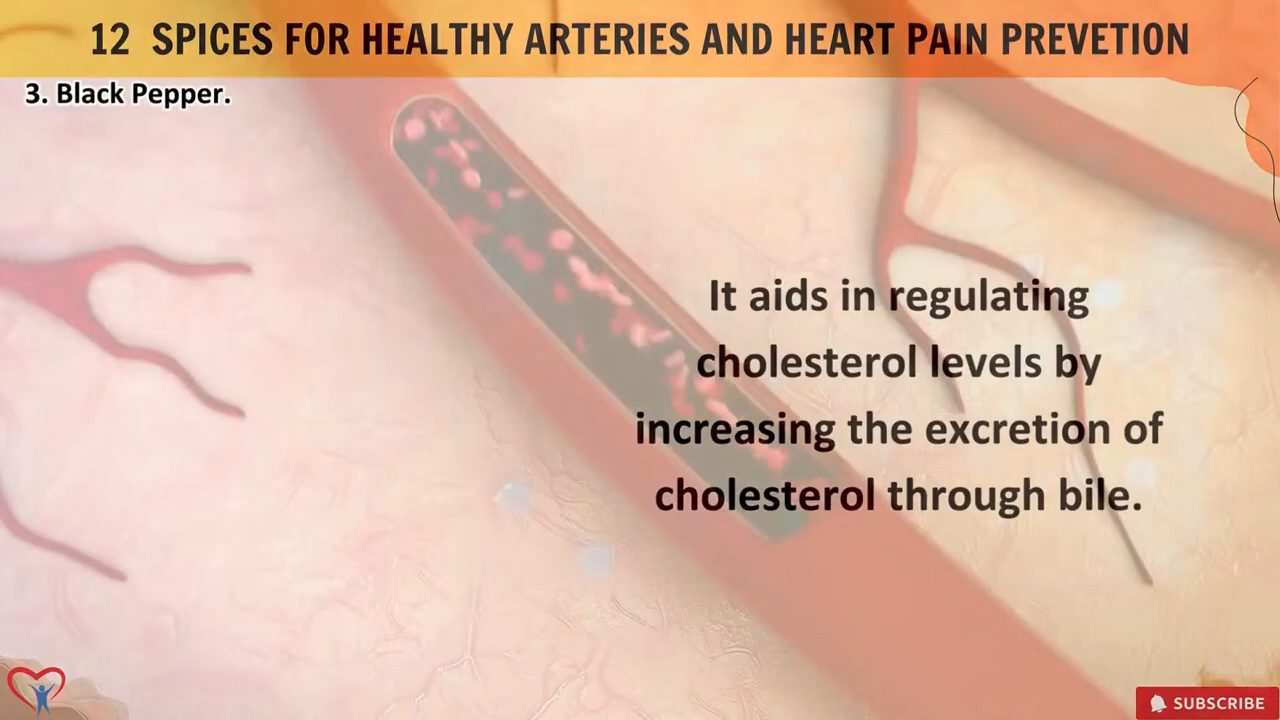 12 SPICES FOR HEALTHY ARTERIES AND HEART PAIN PREVETION
3. Black Pepper.
It aids in regulating
cholesterol levels by
increasing the excretion of
cholesterol through bile.
SUBSCRIBE